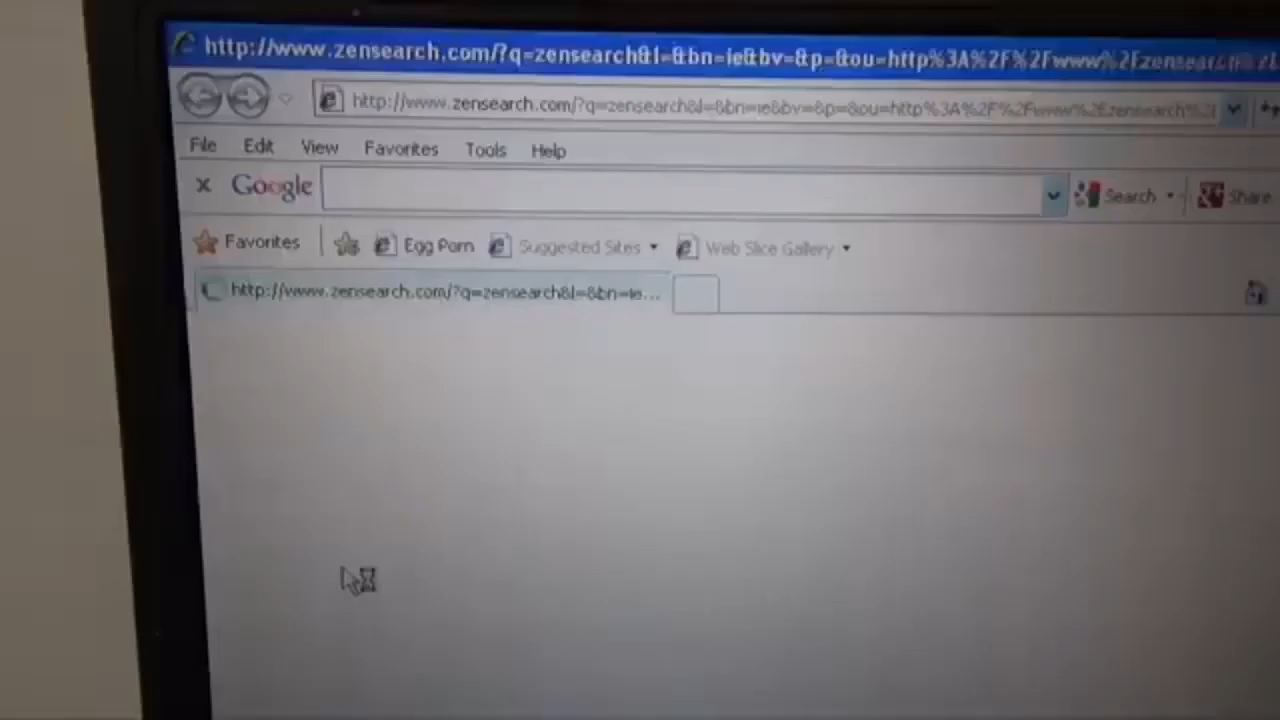 http://www.zensearch.com/?q=zensearch&l=&bn=ie&bv=&p=&ou=http%3A%2F%2Fwww%2Ezensearch%2E
http://www.zensearch.com/?q=zensearch&l=&bn=ie&bv=&p=&ou=http%3A%2F%2Fwww%2Ezensearch%2
File Edit View Favorites Tools Help
x Google Search Share
Favorites Egg Porn Suggested Sites Web Slice Gallery
http://www.zensearch.com/?q=zensearch&l=&bn=ie...